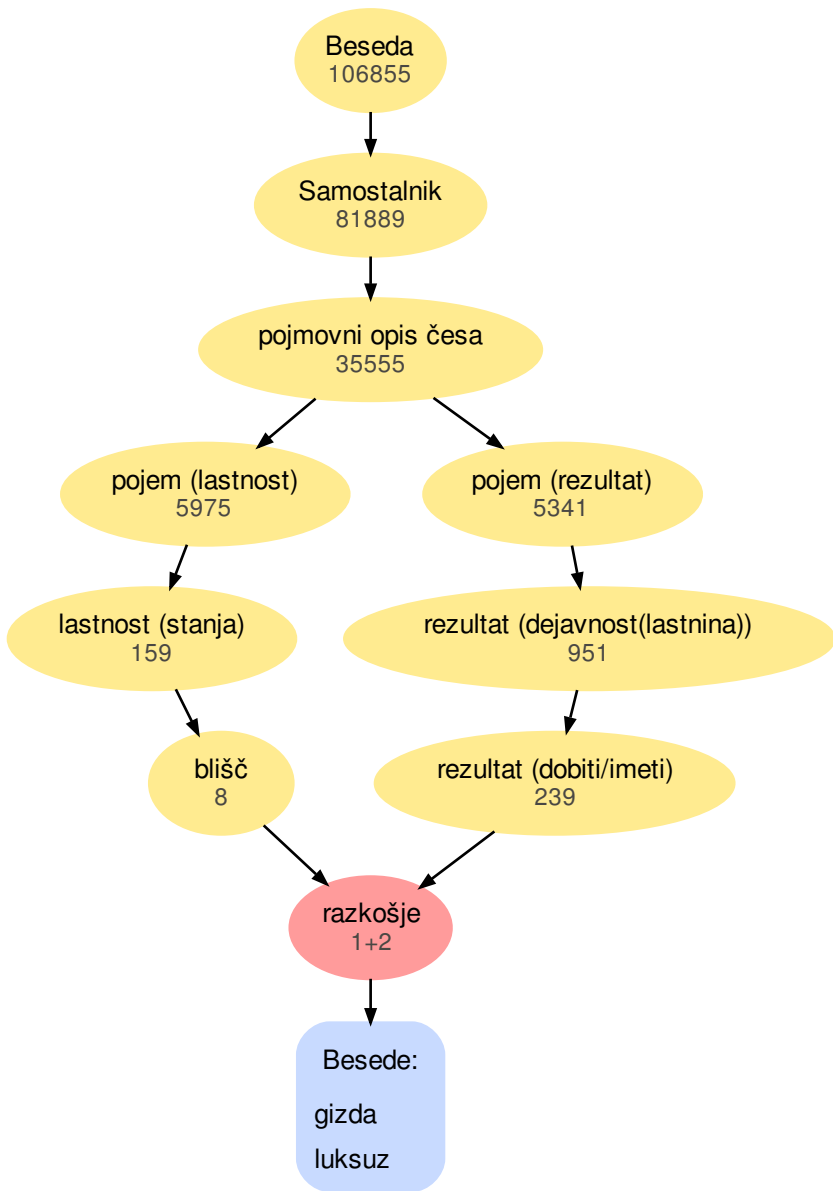 Beseda
106855
Samostalnik
81889
pojmovni opis česa
35555
pojem (lastnost)
5975
pojem (rezultat)
5341
lastnost (stanja)
159
rezultat (dejavnost(lastnina))
951
blišč
8
rezultat (dobiti/imeti)
239
razkošje
1+2
Besede:
gizda
luksuz